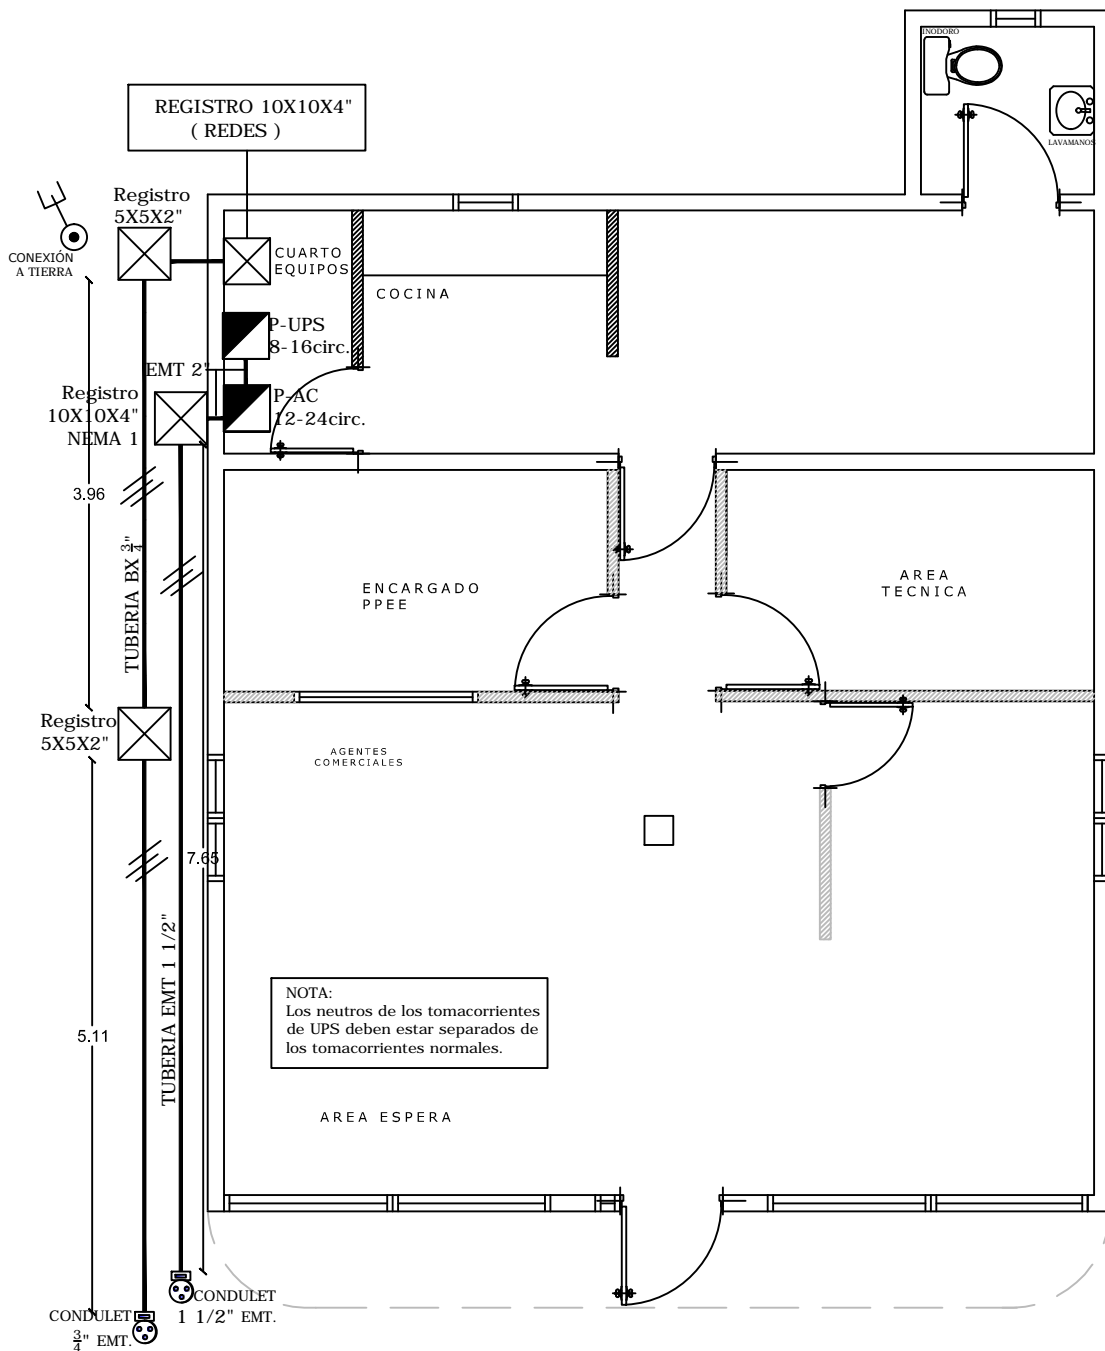 INODORO
LAVAMANOS
REGISTRO 10X10X4"
( REDES )
Registro
5X5X2"
CONEXIÓN
A TIERRA
CUARTO
EQUIPOS
COCINA
P-UPS
8-16circ.
EMT 2"
P-AC
12-24circ.
Registro
10X10X4"
NEMA 1
3.96
TUBERIA BX 3/4"
ENCARGADO
PPEE
AREA
TECNICA
Registro
5X5X2"
AGENTES
COMERCIALES
7.65
TUBERIA EMT 1 1/2"
5.11
NOTA:
Los neutros de los tomacorrientes
de UPS deben estar separados de
los tomacorrientes normales.
AREA ESPERA
CONDULET
1 1/2" EMT.
CONDULET
3/4" EMT.